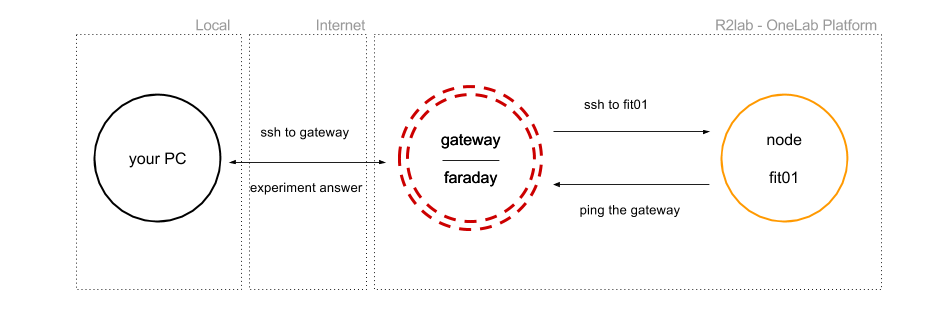 Local
Internet
R2lab - OneLab Platform
your PC
ssh to gateway
experiment answer
gateway
faraday
ssh to fit01
ping the gateway
node
fit01